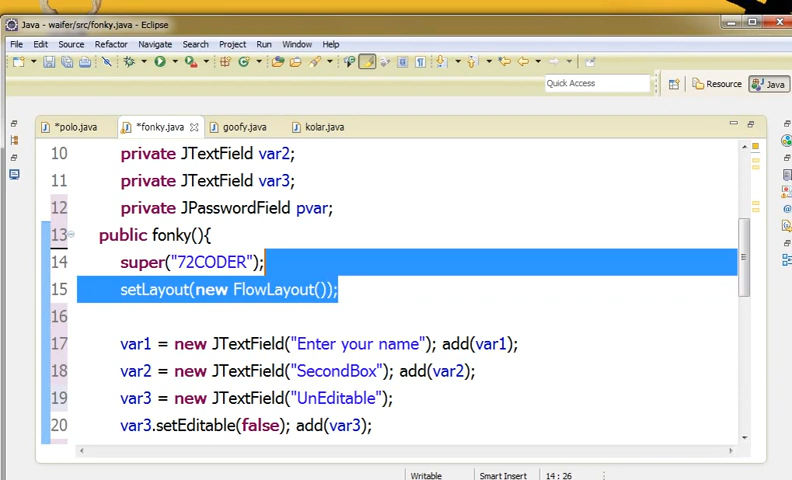 Java - waifer/src/fonky.java - Eclipse
File Edit Source Refactor Navigate Search Project Run Window Help
Quick Access Resource Java
*polo.java *fonky.java goofy.java kolar.java
10 private JTextField var2;
11 private JTextField var3;
12 private JPasswordField pvar;
13 public fonky(){
14 super("72CODER");
15 setLayout(new FlowLayout());
16
17 var1 = new JTextField("Enter your name"); add(var1);
18 var2 = new JTextField("SecondBox"); add(var2);
19 var3 = new JTextField("UnEditable");
20 var3.setEditable(false); add(var3);
Writable Smart Insert 14 : 26